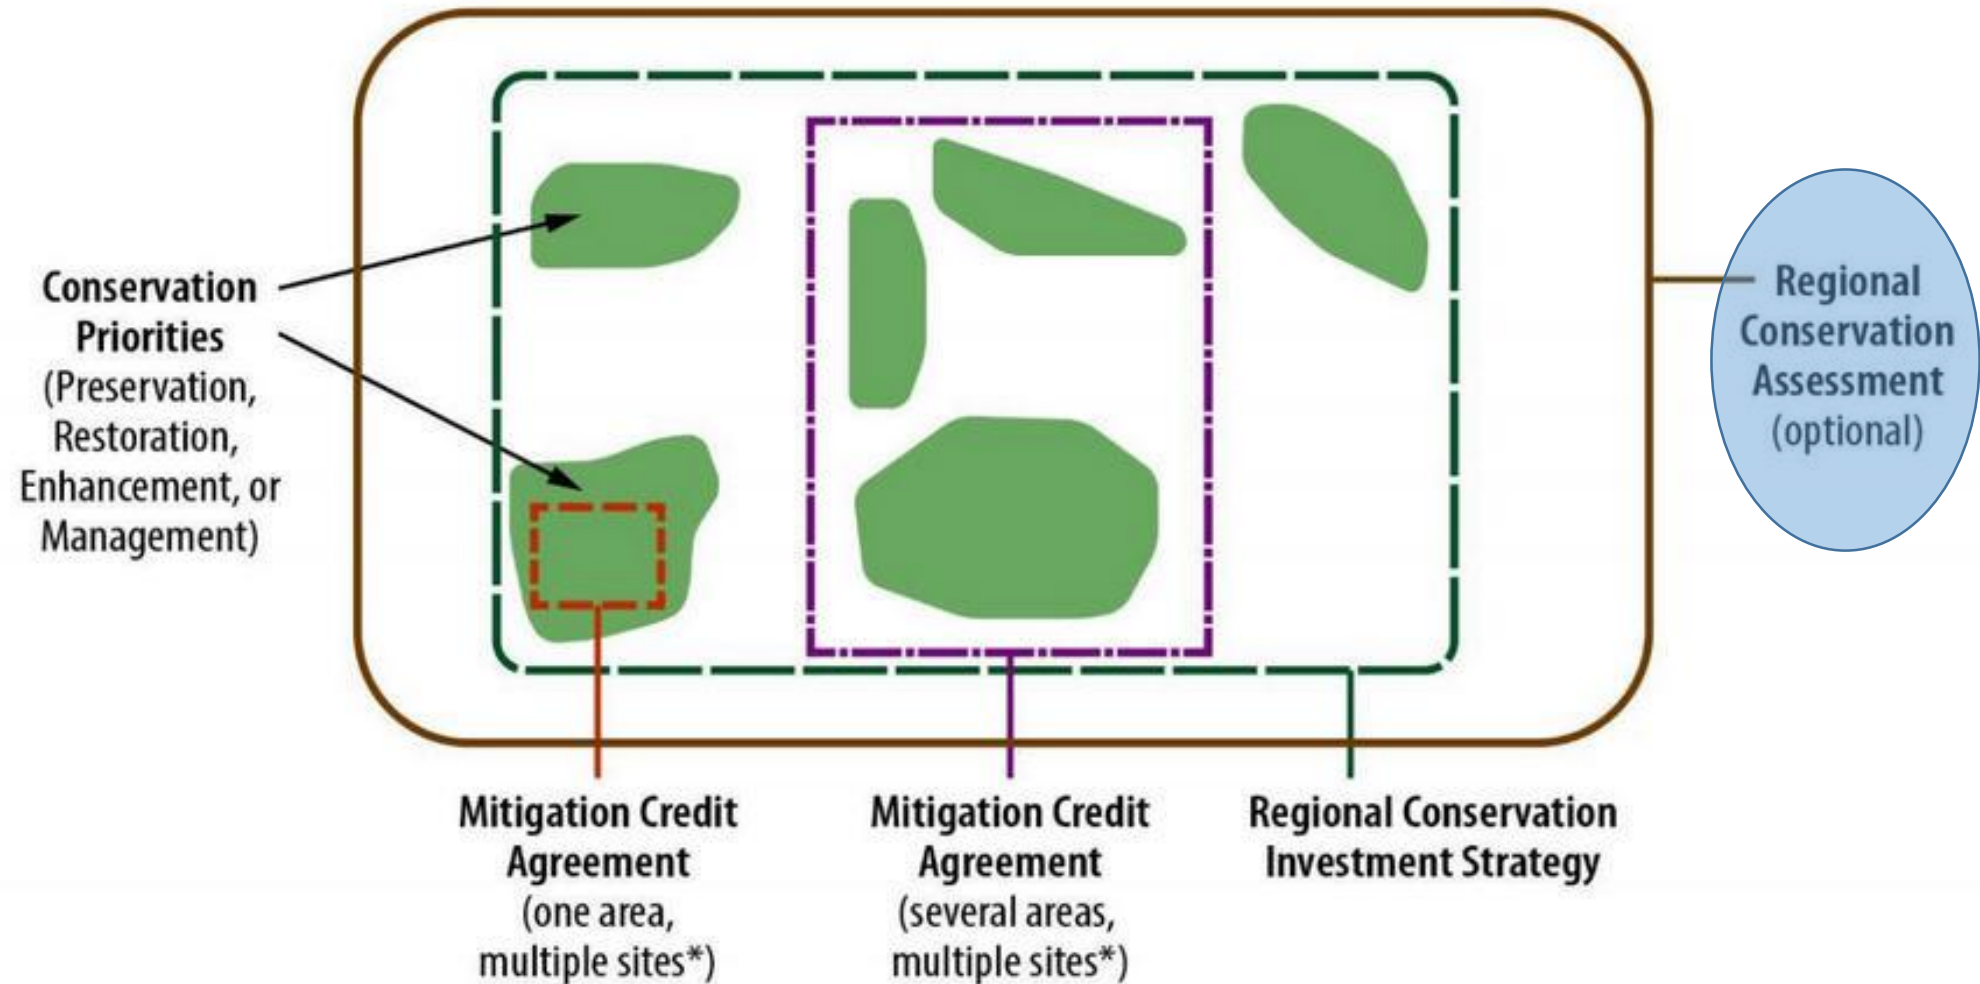 Conservation
Priorities
(Preservation,
Restoration,
Enhancement, or
Management)
Regional
Conservation
Assessment
(optional)
Mitigation Credit
Agreement
(one area,
multiple sites*)
Mitigation Credit
Agreement
(several areas,
multiple sites*)
Regional Conservation
Investment Strategy